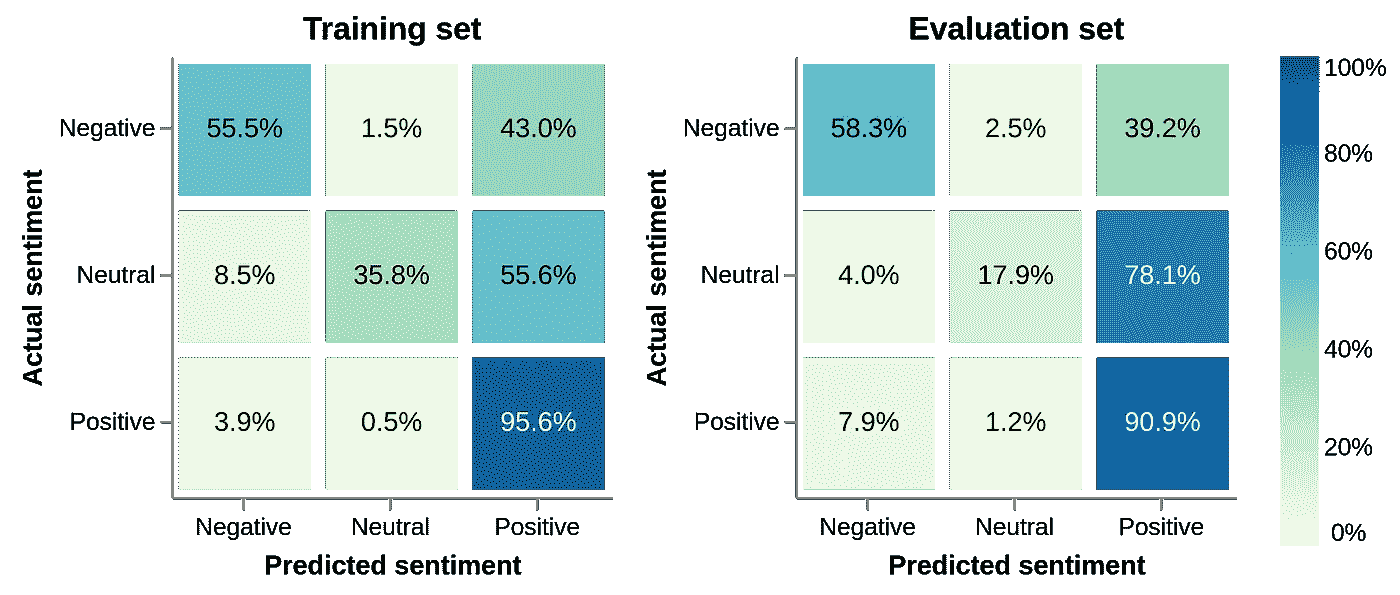 Training set
Evaluation set
Actual sentiment
Negative
55.5%
1.5%
43.0%
Neutral
8.5%
35.8%
55.6%
Positive
3.9%
0.5%
95.6%
Negative
Neutral
Positive
Predicted sentiment
Actual sentiment
Negative
58.3%
2.5%
39.2%
Neutral
4.0%
17.9%
78.1%
Positive
7.9%
1.2%
90.9%
Negative
Neutral
Positive
Predicted sentiment
100%
80%
60%
40%
20%
0%